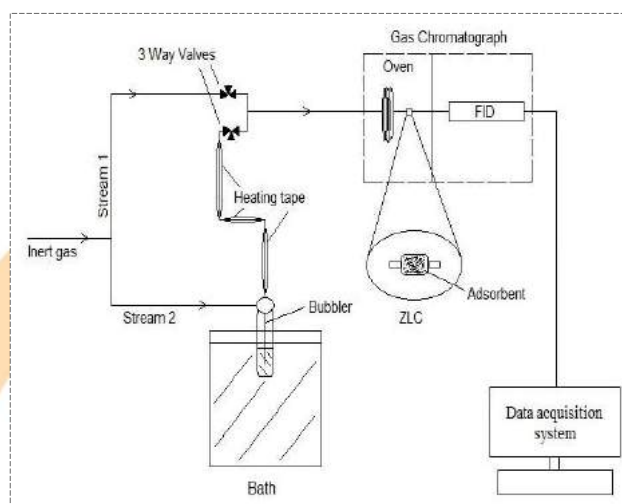 Gas Chromatograph
3 Way Valves
Oven
FID
Stream 1
Heating tape
Inert gas
Stream 2
Bubbler
Adsorbent
ZLC
Bath
Data acquisition
system